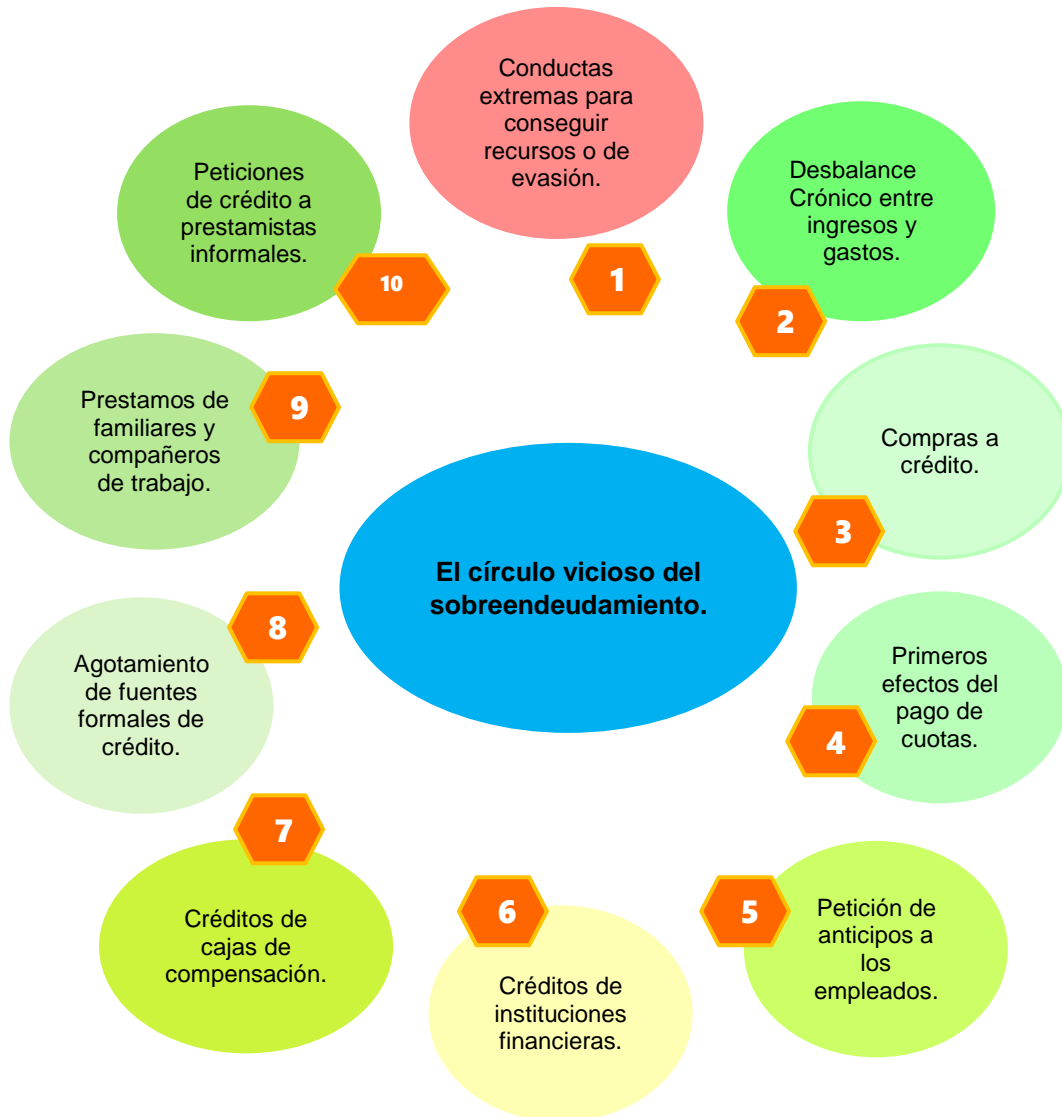 Conductas
extremas para
conseguir
recursos o de
evasión.
1
Desbalance
Crónico entre
ingresos y
gastos.
2
Compras a
crédito.
3
Primeros
efectos del
pago de
cuotas.
4
Petición de
anticipos a
los
empleados.
5
Créditos de
instituciones
financieras.
6
Créditos de
cajas de
compensación.
7
Agotamiento
de fuentes
formales de
crédito.
8
Prestamos de
familiares y
compañeros
de trabajo.
9
Peticiones
de crédito a
prestamistas
informales.
10
El círculo vicioso del
sobreendeudamiento.